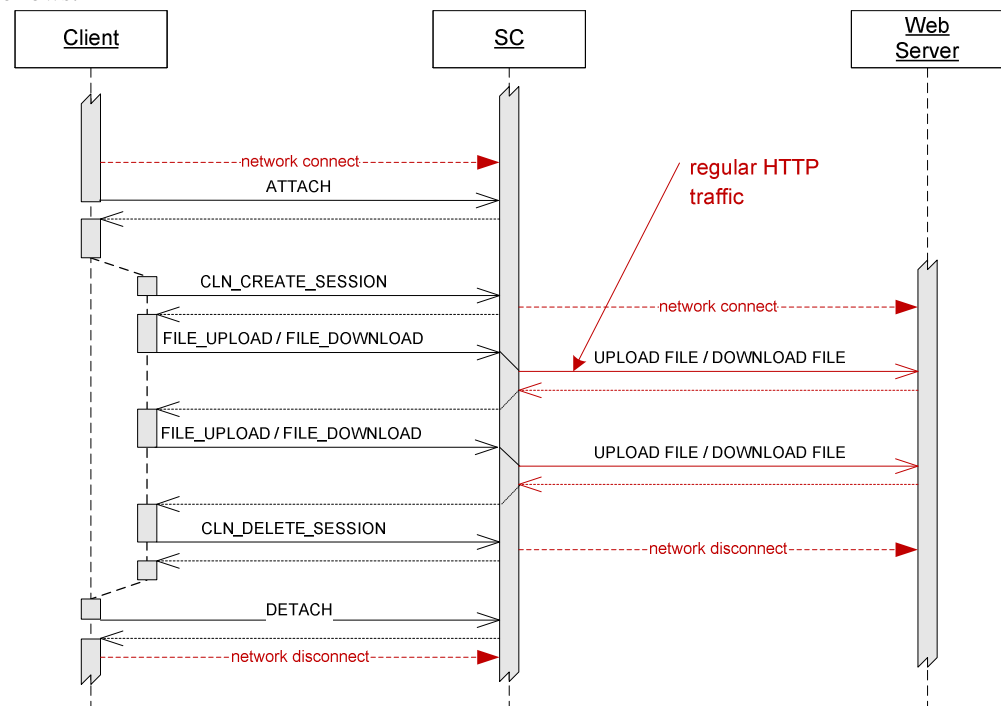 Client
SC
Web
Server
network connect
ATTACH
regular HTTP
traffic
CLN_CREATE_SESSION
network connect
FILE_UPLOAD / FILE_DOWNLOAD
UPLOAD FILE / DOWNLOAD FILE
FILE_UPLOAD / FILE_DOWNLOAD
UPLOAD FILE / DOWNLOAD FILE
CLN_DELETE_SESSION
network disconnect
DETACH
network disconnect